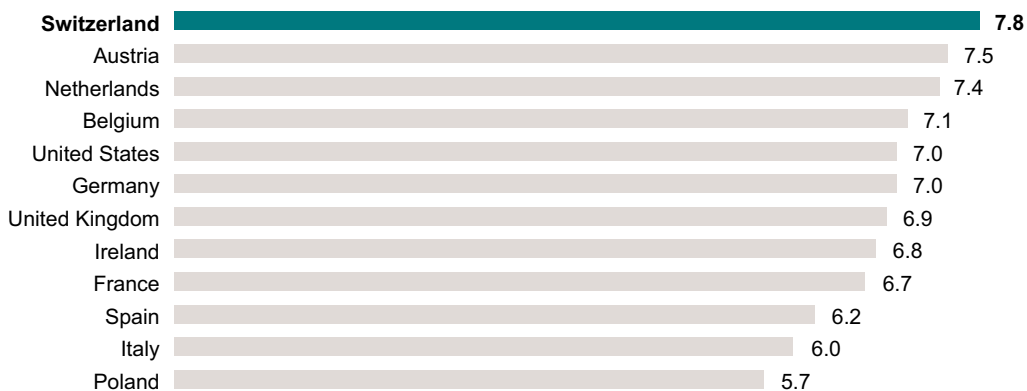 Switzerland 7.8
Austria 7.5
Netherlands 7.4
Belgium 7.1
United States 7.0
Germany 7.0
United Kingdom 6.9
Ireland 6.8
France 6.7
Spain 6.2
Italy 6.0
Poland 5.7